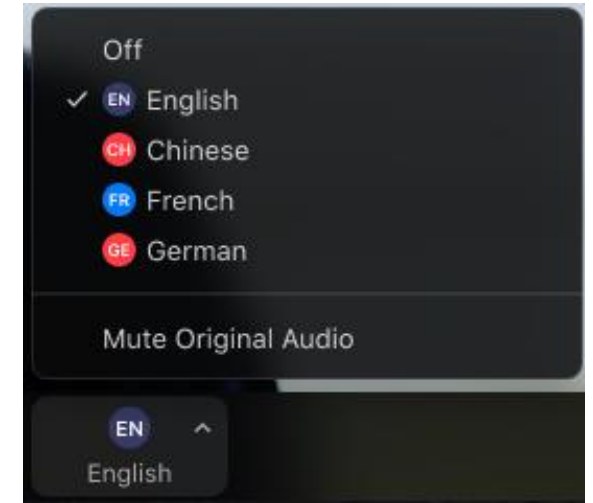 Off
EN English
CH Chinese
FR French
GE German
Mute Original Audio
EN
English